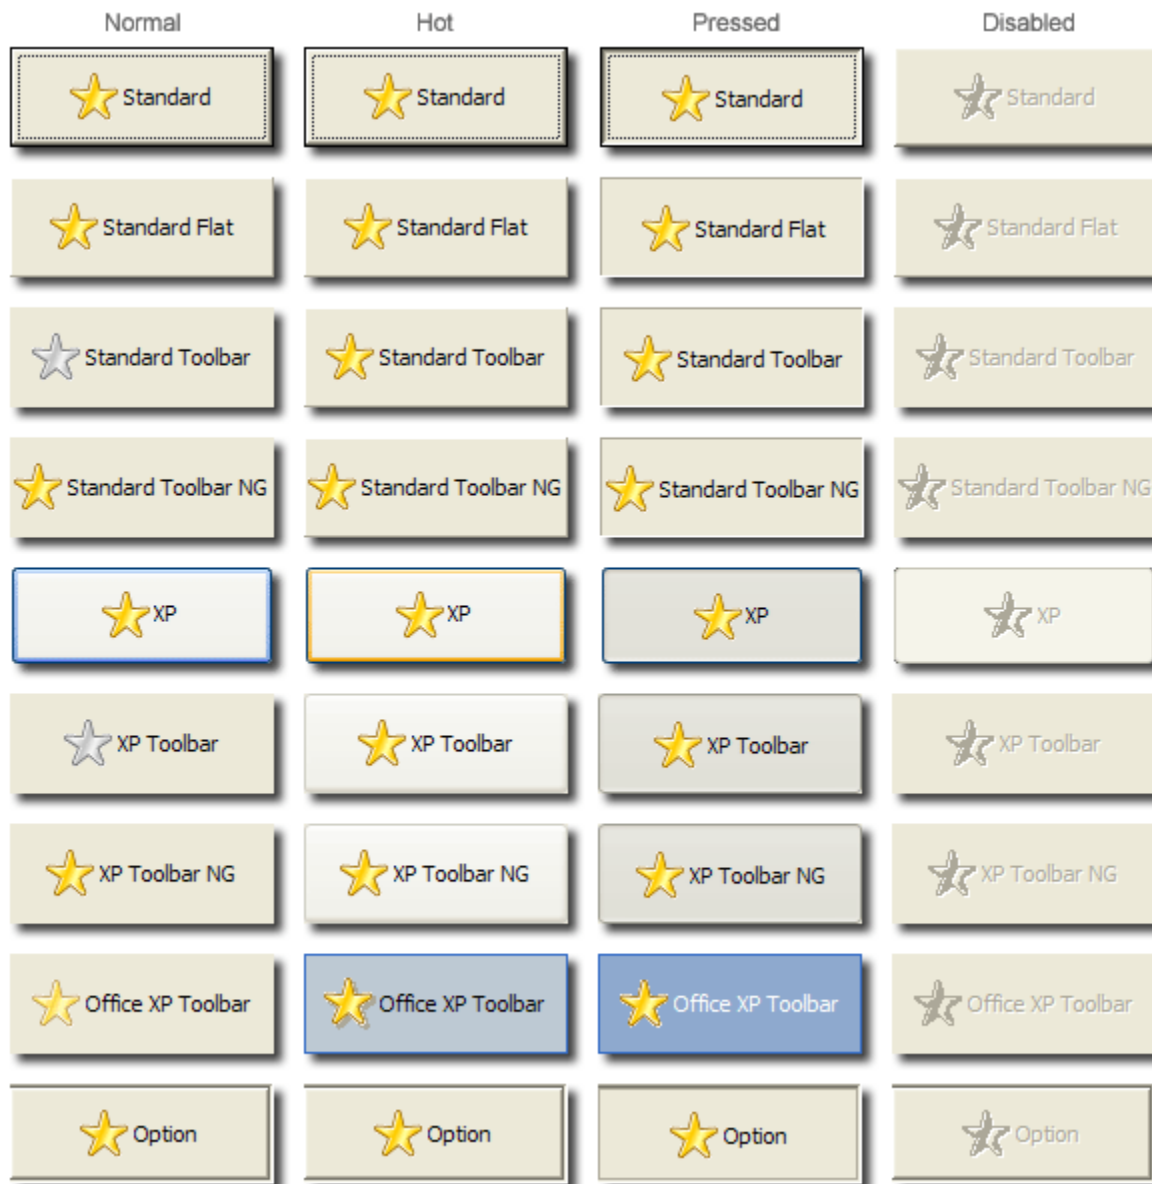 Normal Hot Pressed Disabled
Standard Standard Standard Standard
Standard Flat Standard Flat Standard Flat Standard Flat
Standard Toolbar Standard Toolbar Standard Toolbar Standard Toolbar
Standard Toolbar NG Standard Toolbar NG Standard Toolbar NG Standard Toolbar NG
XP XP XP XP
XP Toolbar XP Toolbar XP Toolbar XP Toolbar
XP Toolbar NG XP Toolbar NG XP Toolbar NG XP Toolbar NG
Office XP Toolbar Office XP Toolbar Office XP Toolbar Office XP Toolbar
Option Option Option Option